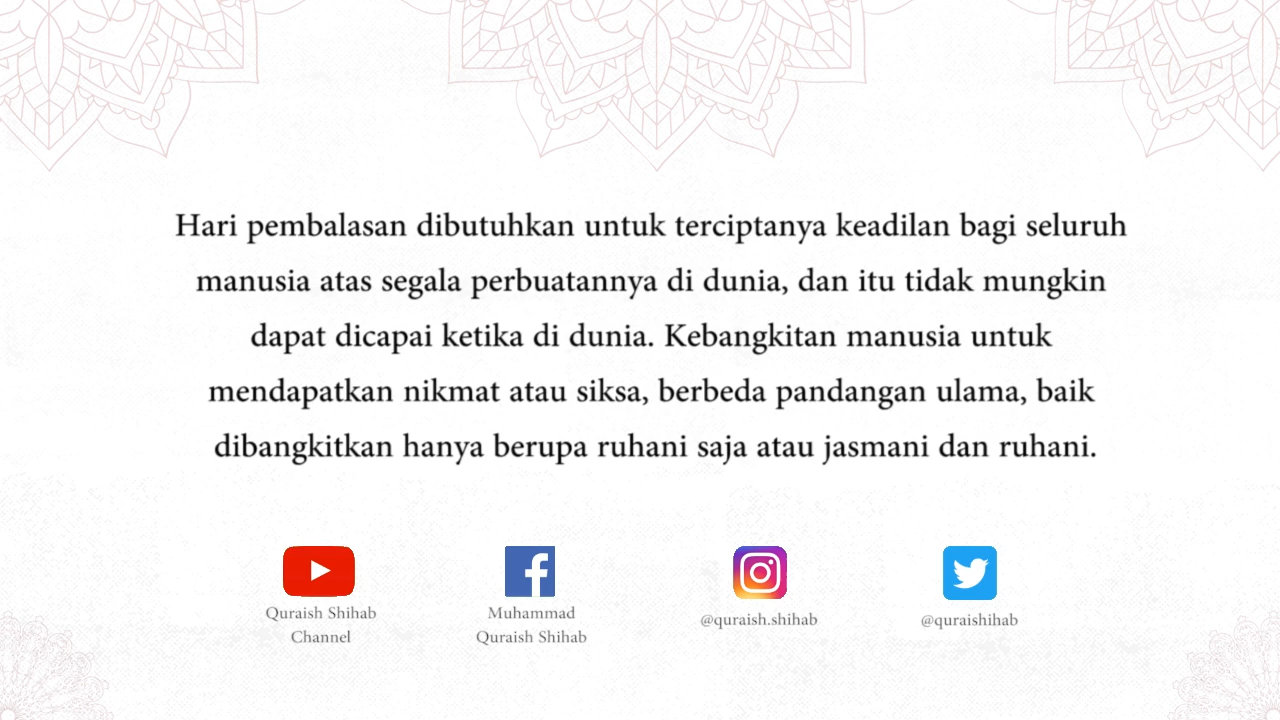 Hari pembalasan dibutuhkan untuk terciptanya keadilan bagi seluruh
manusia atas segala perbuatannya di dunia, dan itu tidak mungkin
dapat dicapai ketika di dunia. Kebangkitan manusia untuk
mendapatkan nikmat atau siksa, berbeda pandangan ulama, baik
dibangkitkan hanya berupa ruhani saja atau jasmani dan ruhani.
Quraish Shihab
Channel
Muhammad
Quraish Shihab
@quraish.shihab
@quraishihab